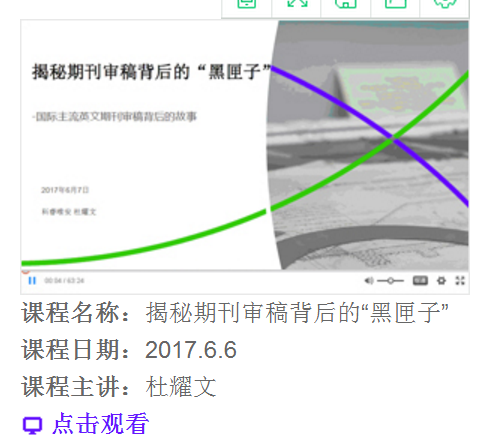 揭秘期刊审稿背后的“黑匣子”
-国际主流英文期刊审稿背后的故事
2017年6月7日
科睿唯安 杜耀文
00:04 / 63:24
课程名称：揭秘期刊审稿背后的“黑匣子”
课程日期：2017.6.6
课程主讲：杜耀文
点击观看